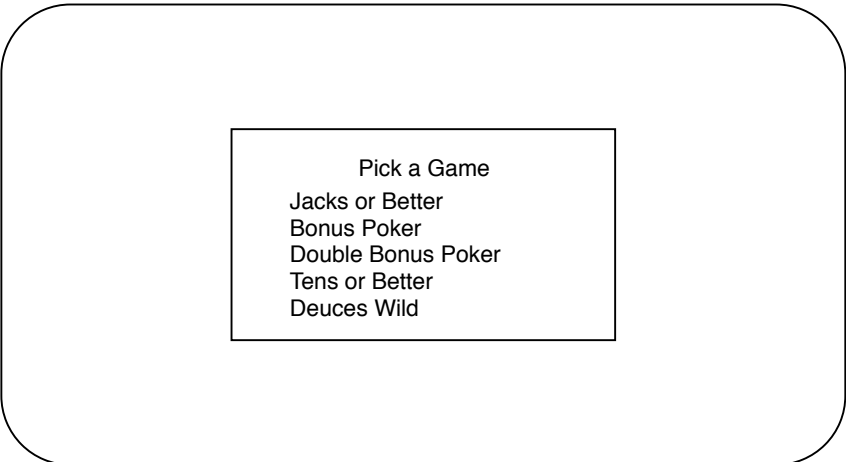 Pick a Game
Jacks or Better
Bonus Poker
Double Bonus Poker
Tens or Better
Deuces Wild